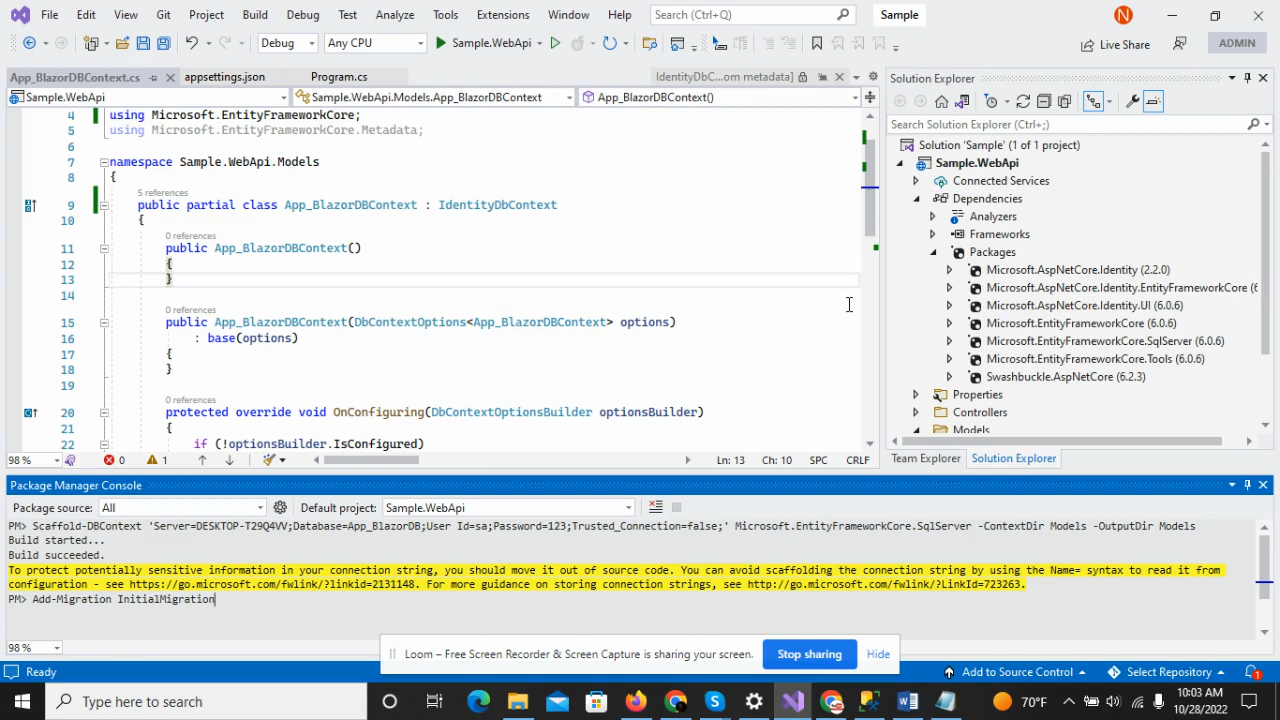 File Edit View Git Project Build Debug Test Analyze Tools Extensions Window Help Search (Ctrl+Q) Sample N
Debug Any CPU Sample.WebApi Live Share ADMIN
App_BlazorDBContext.cs appsettings.json Program.cs IdentityDbC...om metadata]
Sample.WebApi Sample.WebApi.Models.App_BlazorDBContext App_BlazorDBContext()
4 using Microsoft.EntityFrameworkCore;
5 using Microsoft.EntityFrameworkCore.Metadata;
6
7 namespace Sample.WebApi.Models
8 {
5 references
9 public partial class App_BlazorDBContext : IdentityDbContext
10 {
0 references
11 public App_BlazorDBContext()
12 {
13 }
14
0 references
15 public App_BlazorDBContext(DbContextOptions<App_BlazorDBContext> options)
16 : base(options)
17 {
18 }
19
0 references
20 protected override void OnConfiguring(DbContextOptionsBuilder optionsBuilder)
21 {
22 if (!optionsBuilder.IsConfigured)
98 % 0 1 Ln: 13 Ch: 10 SPC CRLF
Solution Explorer
Search Solution Explorer (Ctrl+;)
Solution 'Sample' (1 of 1 project)
Sample.WebApi
Connected Services
Dependencies
Analyzers
Frameworks
Packages
Microsoft.AspNetCore.Identity (2.2.0)
Microsoft.AspNetCore.Identity.EntityFrameworkCore (6
Microsoft.AspNetCore.Identity.UI (6.0.6)
Microsoft.EntityFrameworkCore (6.0.6)
Microsoft.EntityFrameworkCore.SqlServer (6.0.6)
Microsoft.EntityFrameworkCore.Tools (6.0.6)
Swashbuckle.AspNetCore (6.2.3)
Properties
Controllers
Models
Team Explorer Solution Explorer
Package Manager Console
Package source: All Default project: Sample.WebApi
PM> Scaffold-DBContext 'Server=DESKTOP-T29Q4VV;Database=App_BlazorDB;User Id=sa;Password=123;Trusted_Connection=false;' Microsoft.EntityFrameworkCore.SqlServer -ContextDir Models -OutputDir Models
Build started...
Build succeeded.
To protect potentially sensitive information in your connection string, you should move it out of source code. You can avoid scaffolding the connection string by using the Name= syntax to read it from
configuration - see https://go.microsoft.com/fwlink/?linkid=2131148. For more guidance on storing connection strings, see http://go.microsoft.com/fwlink/?LinkId=723263.
PM> Add-Migration InitialMigration
98 %
Loom – Free Screen Recorder & Screen Capture is sharing your screen. Stop sharing Hide
Ready Add to Source Control Select Repository 1
Type here to search 70°F 10:03 AM
10/28/2022